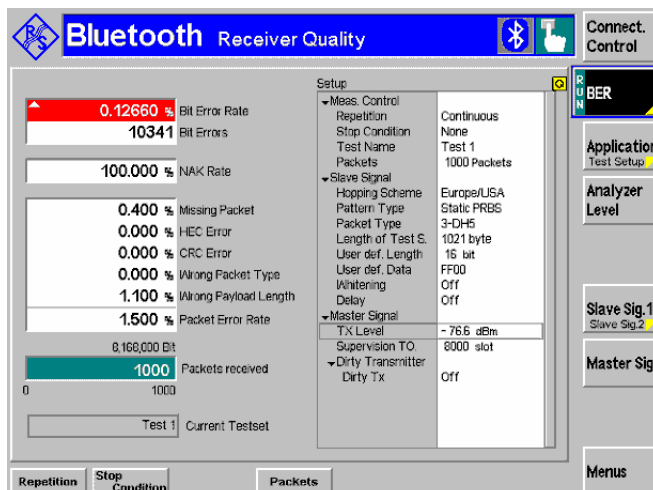 R S
Bluetooth Receiver Quality
Connect. Control
Setup
0.12660 % Bit Error Rate
10341 Bit Errors
100.000 % NAK Rate
0.400 % Missing Packet
0.000 % HEC Error
0.000 % CRC Error
0.000 % Wrong Packet Type
1.100 % Wrong Payload Length
1.500 % Packet Error Rate
8,168,000 Bit
1000 Packets received
0 1000
Test 1 Current Testset
Meas. Control
Repetition Continuous
Stop Condition None
Test Name Test 1
Packets 1000 Packets
Slave Signal
Hopping Scheme Europe/USA
Pattern Type Static PRBS
Packet Type 3-DH5
Length of Test S. 1021 byte
User def. Length 16 bit
User def. Data FF00
Whitening Off
Delay Off
Master Signal
TX Level - 76.6 dBm
Supervision TO. 8000 slot
Dirty Transmitter
Dirty Tx Off
RUN
BER
Application
Test Setup
Analyzer
Level
Slave Sig.1
Slave Sig.2
Master Sig
Menus
Repetition
Stop
Condition
Packets